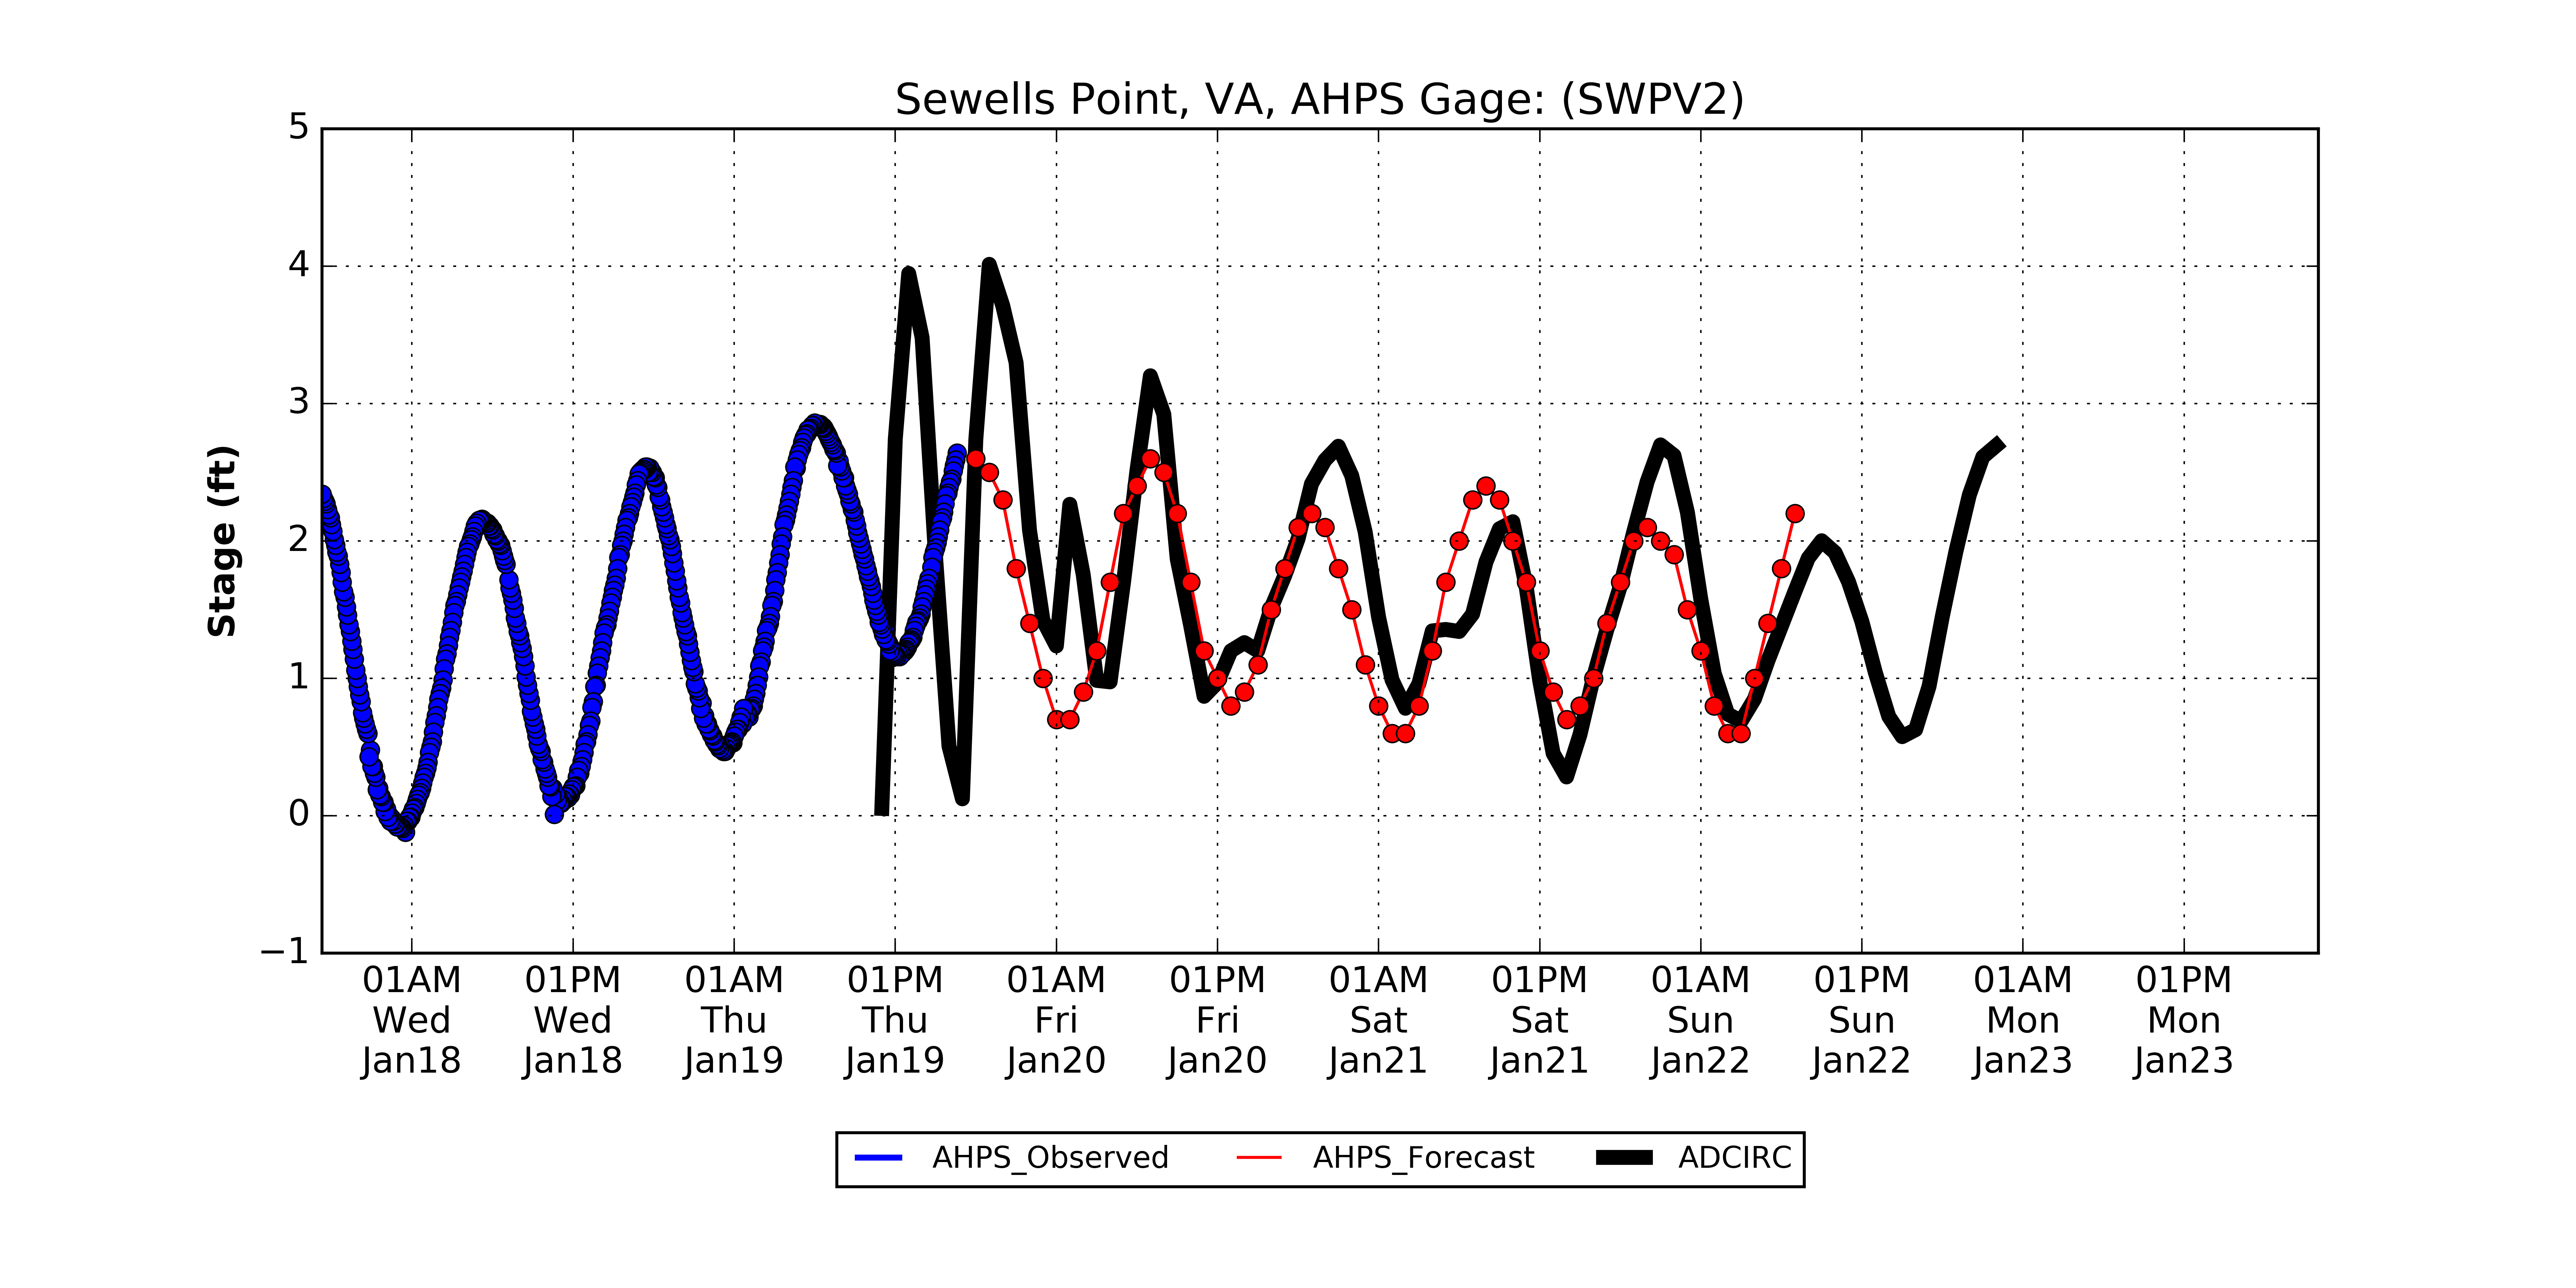 Sewells Point, VA, AHPS Gage: (SWPV2)
5
4
3
2
1
0
−1
Stage (ft)
01AM 01PM 01AM 01PM 01AM 01PM 01AM 01PM 01AM 01PM 01AM 01PM
Wed Wed Thu Thu Fri Fri Sat Sat Sun Sun Mon Mon
Jan18 Jan18 Jan19 Jan19 Jan20 Jan20 Jan21 Jan21 Jan22 Jan22 Jan23 Jan23
AHPS_Observed AHPS_Forecast ADCIRC